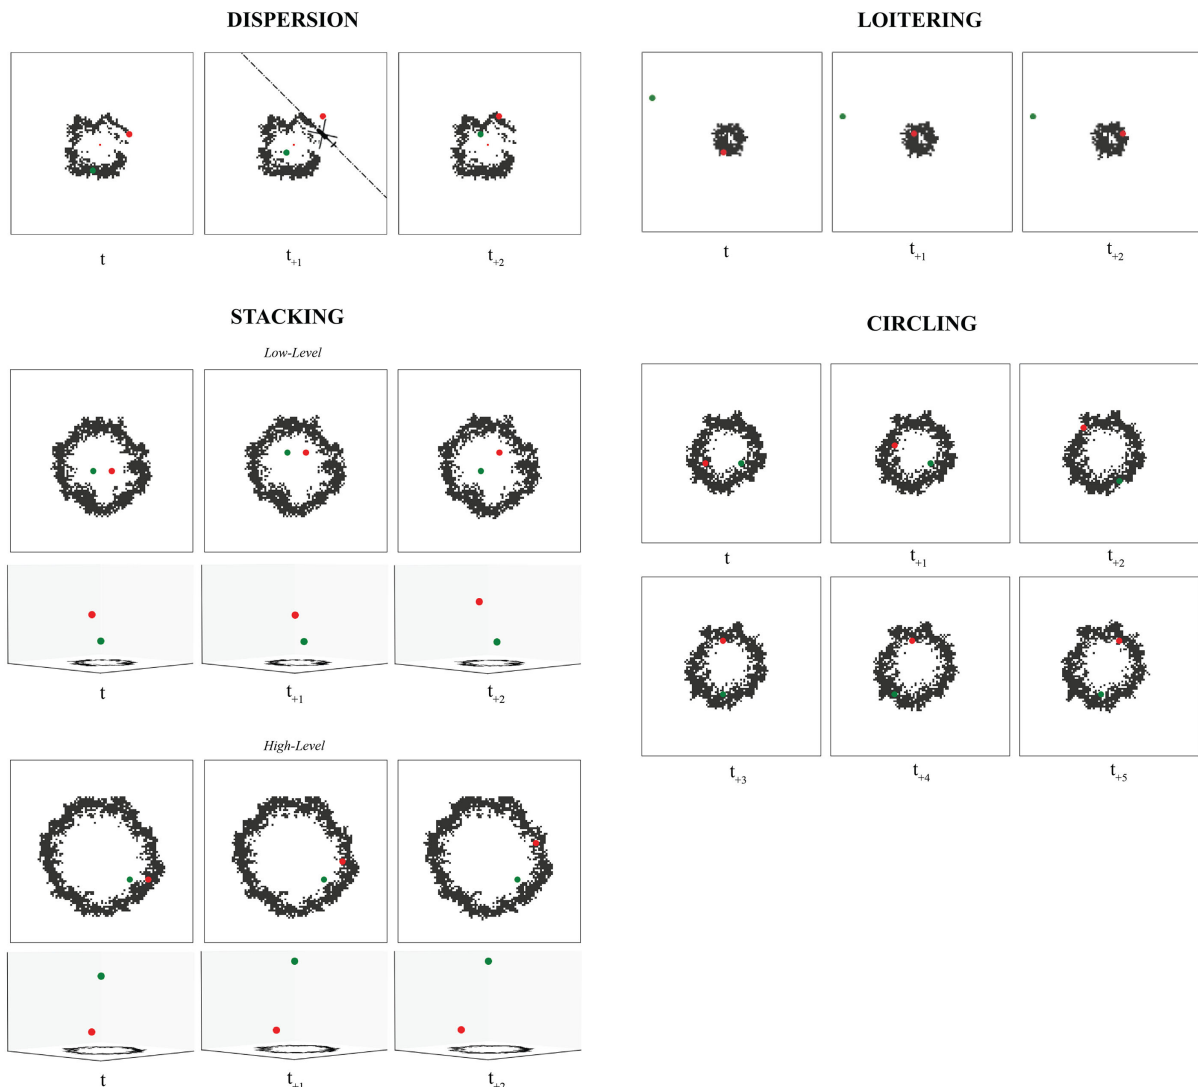 DISPERSION
t
t+1
t+2
LOITERING
t
t+1
t+2
STACKING
Low-Level
t
t+1
t+2
High-Level
t
t+1
t+2
CIRCLING
t
t+1
t+2
t+3
t+4
t+5